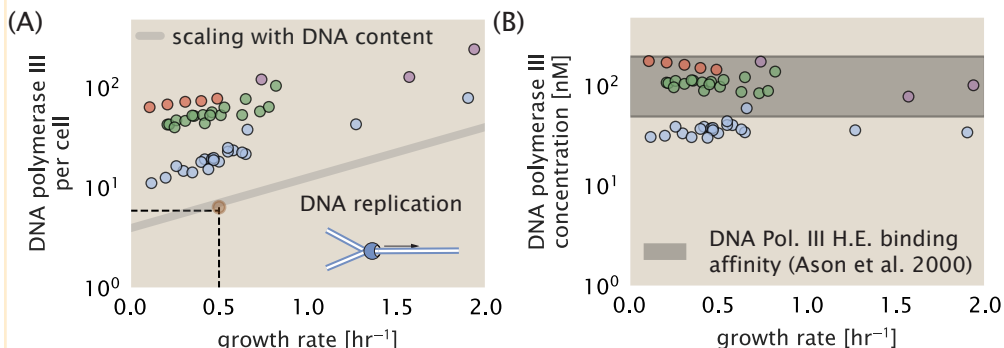 (A)
scaling with DNA content
DNA polymerase III
per cell
10²
10¹
10⁰
DNA replication
0.0 0.5 1.0 1.5 2.0
growth rate [hr⁻¹]
(B)
DNA polymerase III
concentration [nM]
10²
10¹
10⁰
DNA Pol. III H.E. binding
affinity (Ason et al. 2000)
0.0 0.5 1.0 1.5 2.0
growth rate [hr⁻¹]